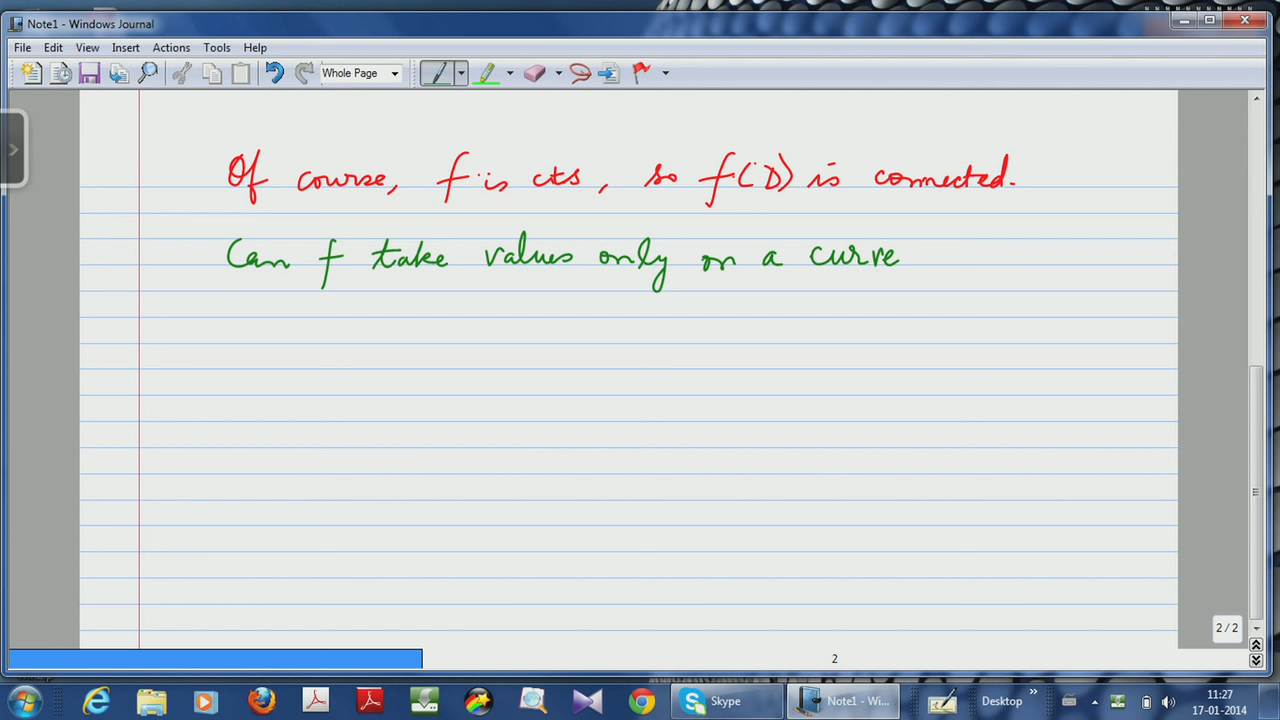 Note1 - Windows Journal
File Edit View Insert Actions Tools Help
Whole Page
Of course, f is cts, so f(D) is connected.
Can f take values only on a curve
2 / 2
2
Skype
Note1 - Wi...
Desktop
11:27
17-01-2014